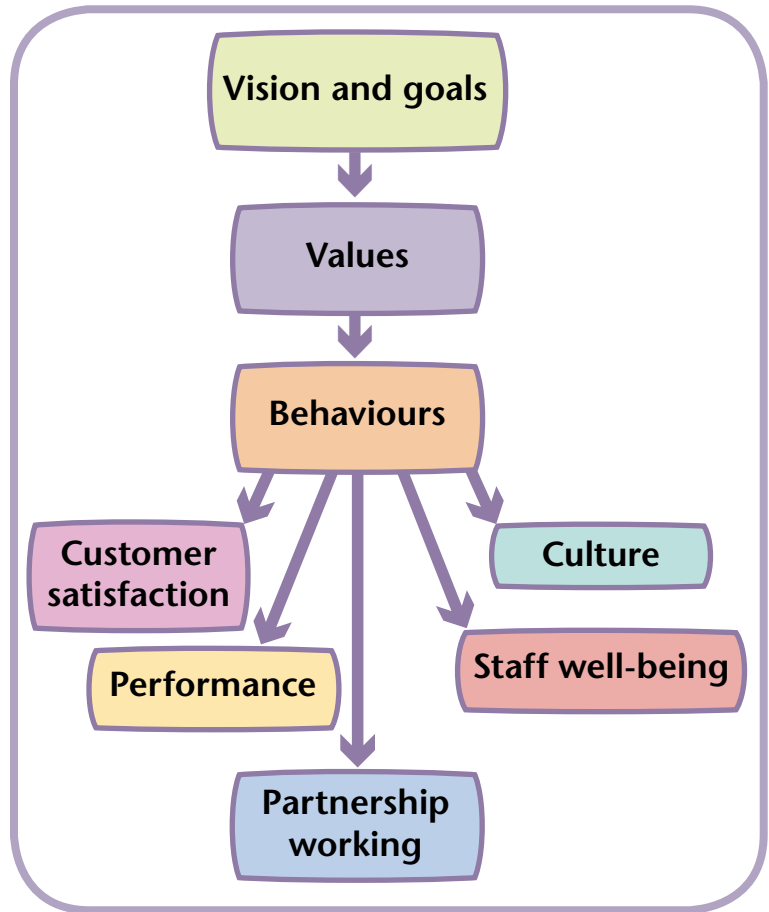 Vision and goals
Values
Behaviours
Customer
satisfaction
Culture
Performance
Staff well-being
Partnership
working